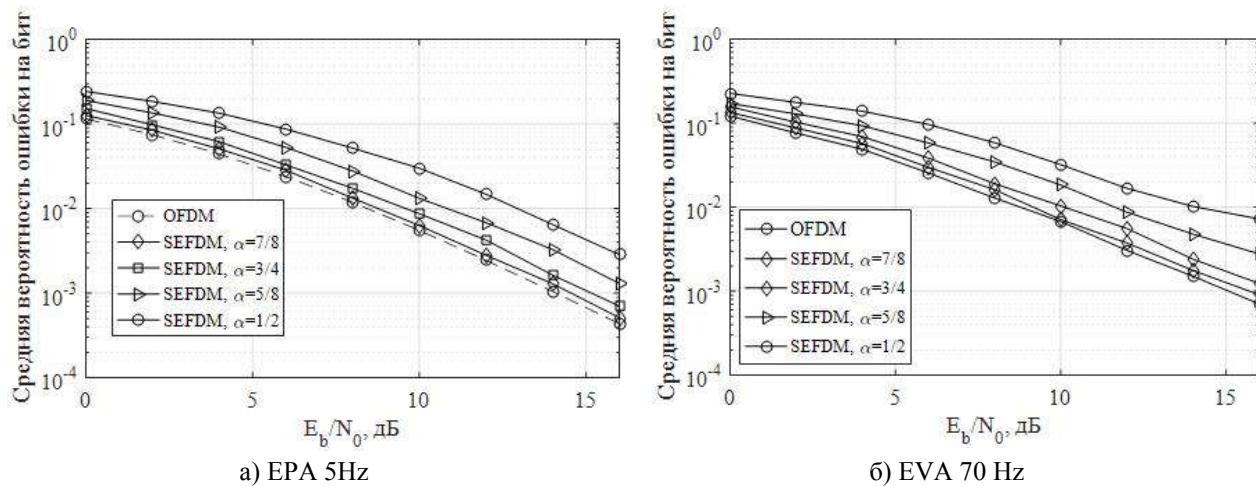 Средняя вероятность ошибки на бит
10^0
10^-1
10^-2
10^-3
10^-4
OFDM
SEFDM, α=7/8
SEFDM, α=3/4
SEFDM, α=5/8
SEFDM, α=1/2
0 5 10 15
E_b/N_0, дБ
а) EPA 5Hz
Средняя вероятность ошибки на бит
10^0
10^-1
10^-2
10^-3
10^-4
OFDM
SEFDM, α=7/8
SEFDM, α=3/4
SEFDM, α=5/8
SEFDM, α=1/2
0 5 10 15
E_b/N_0, дБ
б) EVA 70 Hz